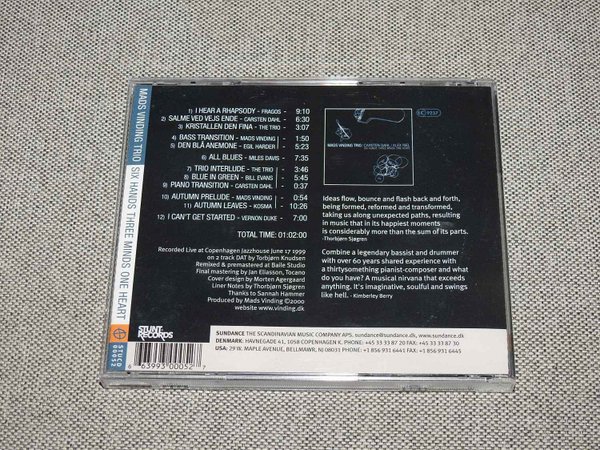 MADS VINDING TRIO SIX HANDS THREE MINDS ONE HEART
STUCD 00052
1) I HEAR A RHAPSODY - FRAGOS - 9:10
2) SALME VED VEJS ENDE - CARSTEN DAHL - 6:30
3) KRISTALLEN DEN FINA - THE TRIO - 3:07
4) BASS TRANSITION - MADS VINDING | - 1:50
5) DEN BLÅ ANEMONE - EGIL HARDER | - 5:23
6) ALL BLUES - MILES DAVIS - 7:35
7) TRIO INTERLUDE - THE TRIO | - 3:46
8) BLUE IN GREEN - BILL EVANS | - 8:45
9) PIANO TRANSITION - CARSTEN DAHL | - 0:37
10) AUTUMN PRELUDE - MADS VINDING | - 0:54
11) AUTUMN LEAVES - KOSMA | - 10:26
12) I CAN'T GET STARTED - VERNON DUKE - 7:00
TOTAL TIME: 01:02:00
Recorded Live at Copenhagen Jazzhouse June 17 1999
on 2 track DAT by Torbjørn Knudsen
Remixed & premastered at Baile Studio
Final mastering by Jan Eliasson, Tocano
Cover design by Morten Agergaard
Liner Notes by Thorbjørn Sjøgren
Thanks to Sannah Hammer
Produced by Mads Vinding ©2000
website: www.vinding.dk
LC 9237
MADS VINDING TRIO
Ideas flow, bounce and flash back and forth,
being formed, reformed and transformed,
taking us along unexpected paths, resulting
in music that in its happiest moments
is considerably more than the sum of its parts.
-Thorbjørn Sjøgren
Combine a legendary bassist and drummer
with over 60 years shared experience with
a thirtysomething pianist-composer and what
do you have? A musical nirvana that exceeds
anything. It's imaginative, soulful and swings
like hell. - Kimberley Berry
STUNT RECORDS
SUNDANCE THE SCANDINAVIAN MUSIC COMPANY APS. sundance@sundance.dk, www.sundance.dk
DENMARK: HAVNEGADE 41, 1058 COPENHAGEN K, PHONE: +45 33 33 87 20 FAX: +45 33 33 87 30
USA: 29 W. MAPLE AVENUE, BELLMAWR, NJ 08031 PHONE: +1 856 931 6441 FAX: +1 856 931 6445
6 63993 00052 7